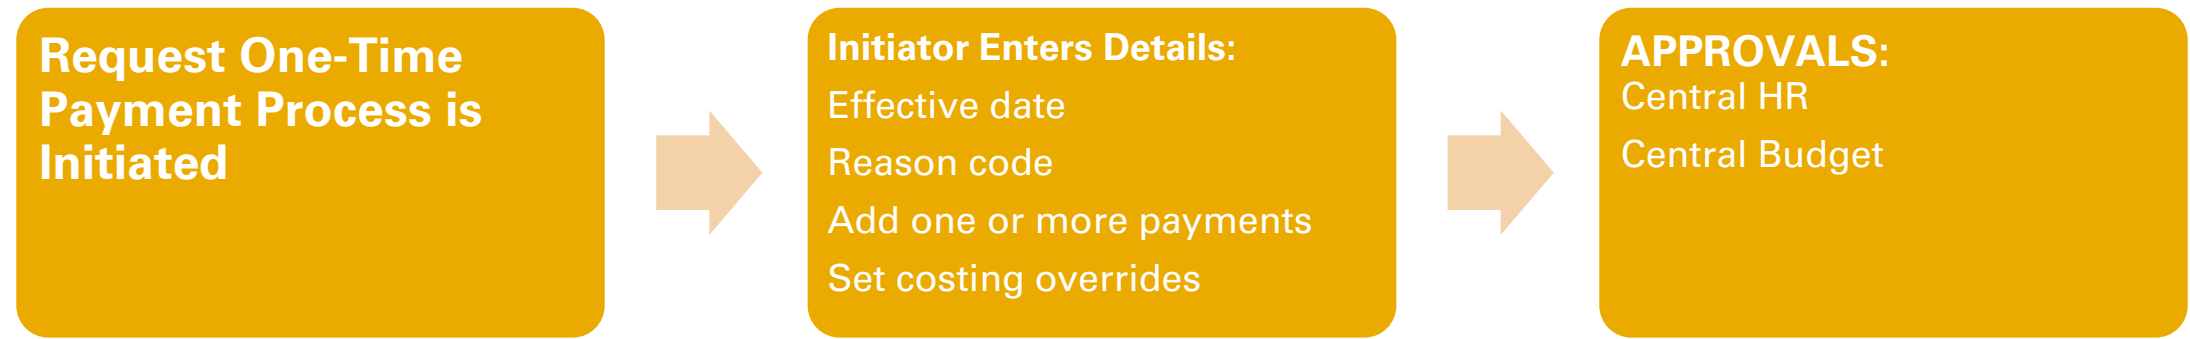 Request One-Time
Payment Process is
Initiated
Initiator Enters Details:
Effective date
Reason code
Add one or more payments
Set costing overrides
APPROVALS:
Central HR
Central Budget